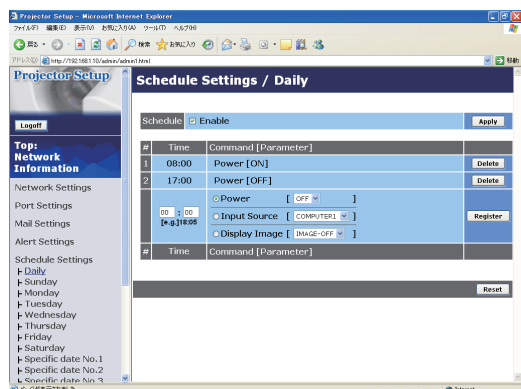 Projector Setup - Microsoft Internet Explorer
ファイル(F) 編集(E) 表示(V) お気に入り(A) ツール(T) ヘルプ(H)
戻る 検索 お気に入り
アドレス(D) http://192.168.1.10/admin/admin1.html 移動
Projector Setup
Logoff
Top:
Network
Information
Network Settings
Port Settings
Mail Settings
Alert Settings
Schedule Settings
Daily
Sunday
Monday
Tuesday
Wednesday
Thursday
Friday
Saturday
Specific date No.1
Specific date No.2
Specific date No.3
Schedule Settings / Daily
Schedule Enable Apply
# Time Command [Parameter]
1 08:00 Power [ON] Delete
2 17:00 Power [OFF] Delete
00 : 00
[e.g.]18:05
Power [ OFF ]
Input Source [ COMPUTER1 ]
Display Image [ IMAGE-OFF ]
Register
# Time Command [Parameter]
Reset